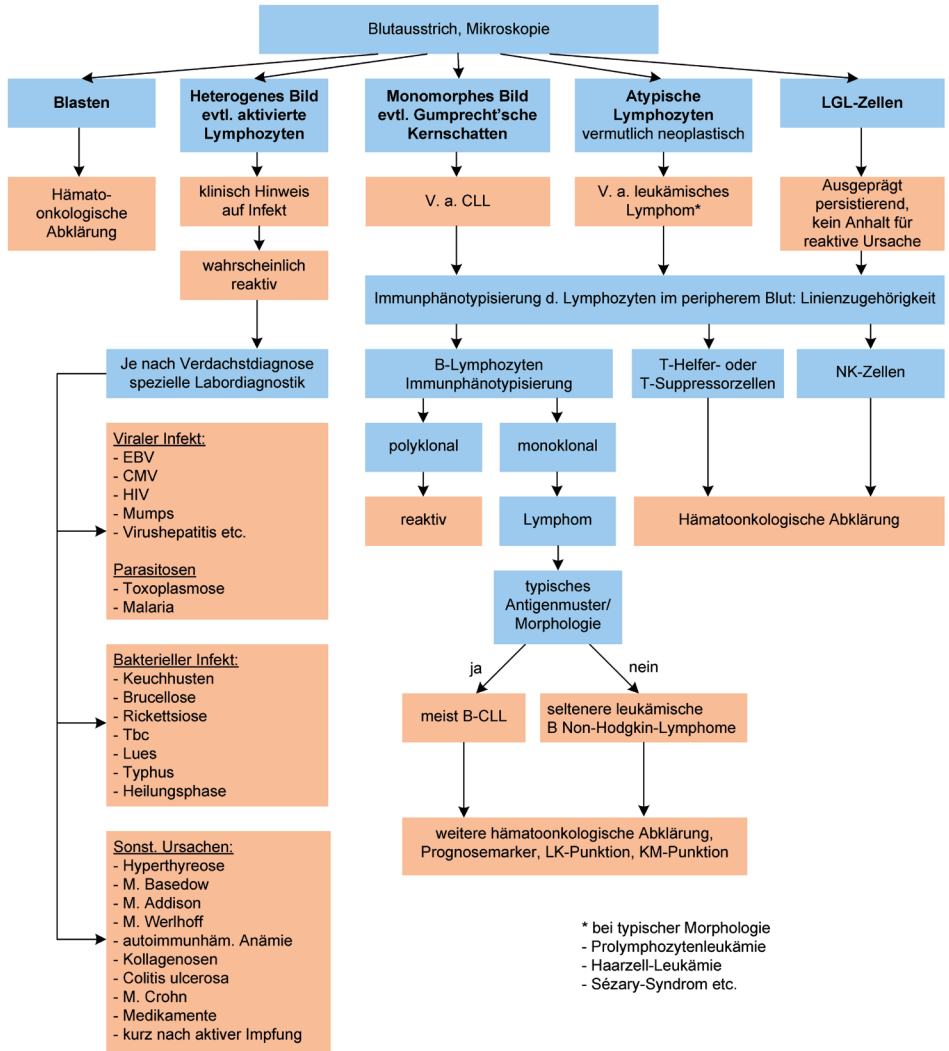 Blutausstrich, Mikroskopie
Blasten
Heterogenes Bild
evtl. aktivierte
Lymphozyten
Monomorphes Bild
evtl. Gumprecht'sche
Kernschatten
Atypische
Lymphozyten
vermutlich neoplastisch
LGL-Zellen
Hämato-
onkologische
Abklärung
klinisch Hinweis
auf Infekt
V. a. CLL
V. a. leukämisches
Lymphom*
Ausgeprägt
persistierend,
kein Anhalt für
reaktive Ursache
wahrscheinlich
reaktiv
Immunphänotypisierung d. Lymphozyten im peripherem Blut: Linienzugehörigkeit
Je nach Verdachstdiagnose
spezielle Labordiagnostik
B-Lymphozyten
Immunphänotypisierung
T-Helfer- oder
T-Suppressorzellen
NK-Zellen
polyklonal
monoklonal
reaktiv
Lymphom
Hämatoonkologische Abklärung
Viraler Infekt:
- EBV
- CMV
- HIV
- Mumps
- Virushepatitis etc.
Parasitosen
- Toxoplasmose
- Malaria
typisches
Antigenmuster/
Morphologie
ja
nein
Bakterieller Infekt:
- Keuchhusten
- Brucellose
- Rickettsiose
- Tbc
- Lues
- Typhus
- Heilungsphase
meist B-CLL
seltenere leukämische
B Non-Hodgkin-Lymphome
weitere hämatoonkologische Abklärung,
Prognosemarker, LK-Punktion, KM-Punktion
Sonst. Ursachen:
- Hyperthyreose
- M. Basedow
- M. Addison
- M. Werlhoff
- autoimmunhäm. Anämie
- Kollagenosen
- Colitis ulcerosa
- M. Crohn
- Medikamente
- kurz nach aktiver Impfung
* bei typischer Morphologie
- Prolymphozytenleukämie
- Haarzell-Leukämie
- Sézary-Syndrom etc.